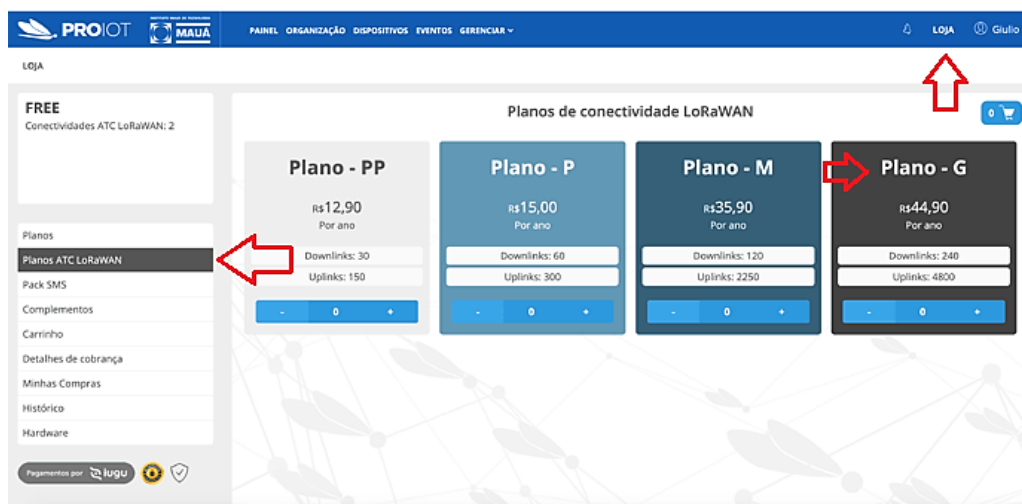 PROIOT
MAUÁ
PAINEL ORGANIZAÇÃO DISPOSITIVOS EVENTOS GERENCIAR
LOJA
Giulio
LOJA
FREE
Conectividades ATC LoRaWAN: 2
Planos
Planos ATC LoRaWAN
Pack SMS
Complementos
Carrinho
Detalhes de cobrança
Minhas Compras
Histórico
Hardware
Pagamentos por iugu
Planos de conectividade LoRaWAN
0
Plano - PP
R$12,90
Por ano
Downlinks: 30
Uplinks: 150
- 0 +
Plano - P
R$15,00
Por ano
Downlinks: 60
Uplinks: 300
- 0 +
Plano - M
R$35,90
Por ano
Downlinks: 120
Uplinks: 2250
- 0 +
Plano - G
R$44,90
Por ano
Downlinks: 240
Uplinks: 4800
- 0 +